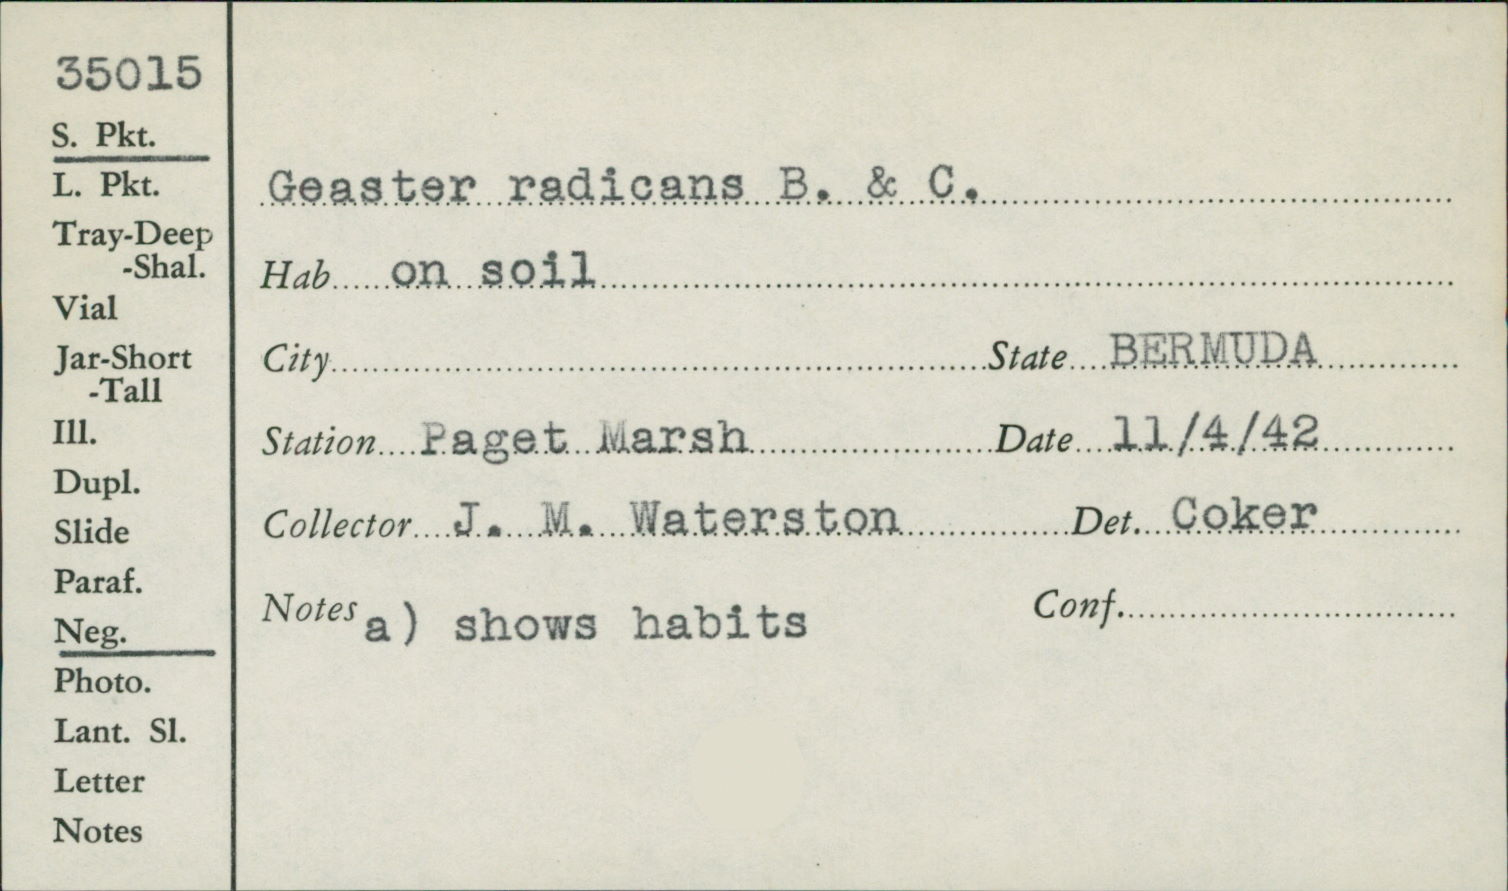 35015
S. Pkt.
L. Pkt.
Tray-Deep
-Shal.
Vial
Jar-Short
-Tall
Ill.
Dupl.
Slide
Paraf.
Neg.
Photo.
Lant. Sl.
Letter
Notes
Geaster radicans B. & C.
Hab on soil
City State BERMUDA
Station Paget Marsh Date 11/4/42
Collector J. M. Waterston Det. Coker
Notes a) shows habits Conf.